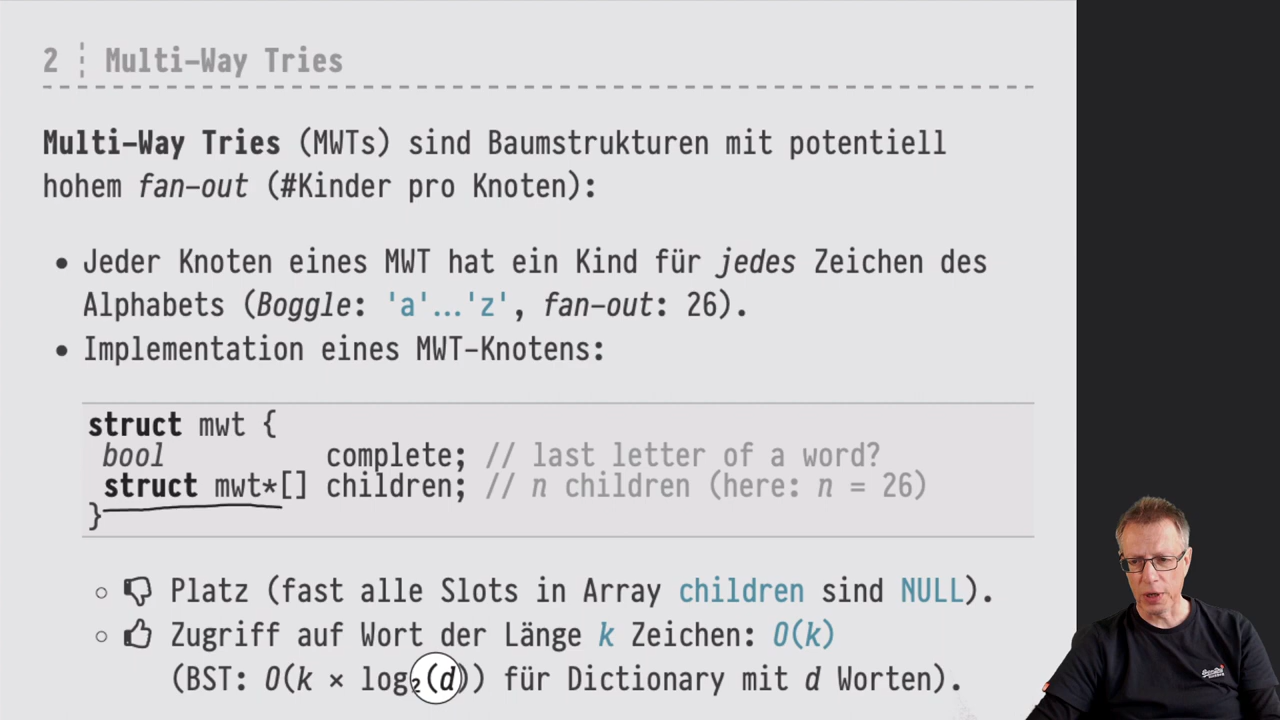 2 ¦ Multi-Way Tries
Multi-Way Tries (MWTs) sind Baumstrukturen mit potentiell
hohem fan-out (#Kinder pro Knoten):
• Jeder Knoten eines MWT hat ein Kind für jedes Zeichen des
Alphabets (Boggle: 'a'…'z', fan-out: 26).
• Implementation eines MWT-Knotens:
struct mwt {
bool complete; // last letter of a word?
struct mwt*[] children; // n children (here: n = 26)
}
◦ 👎 Platz (fast alle Slots in Array children sind NULL).
◦ 👍 Zugriff auf Wort der Länge k Zeichen: O(k)
(BST: O(k × log₂(d)) für Dictionary mit d Worten).